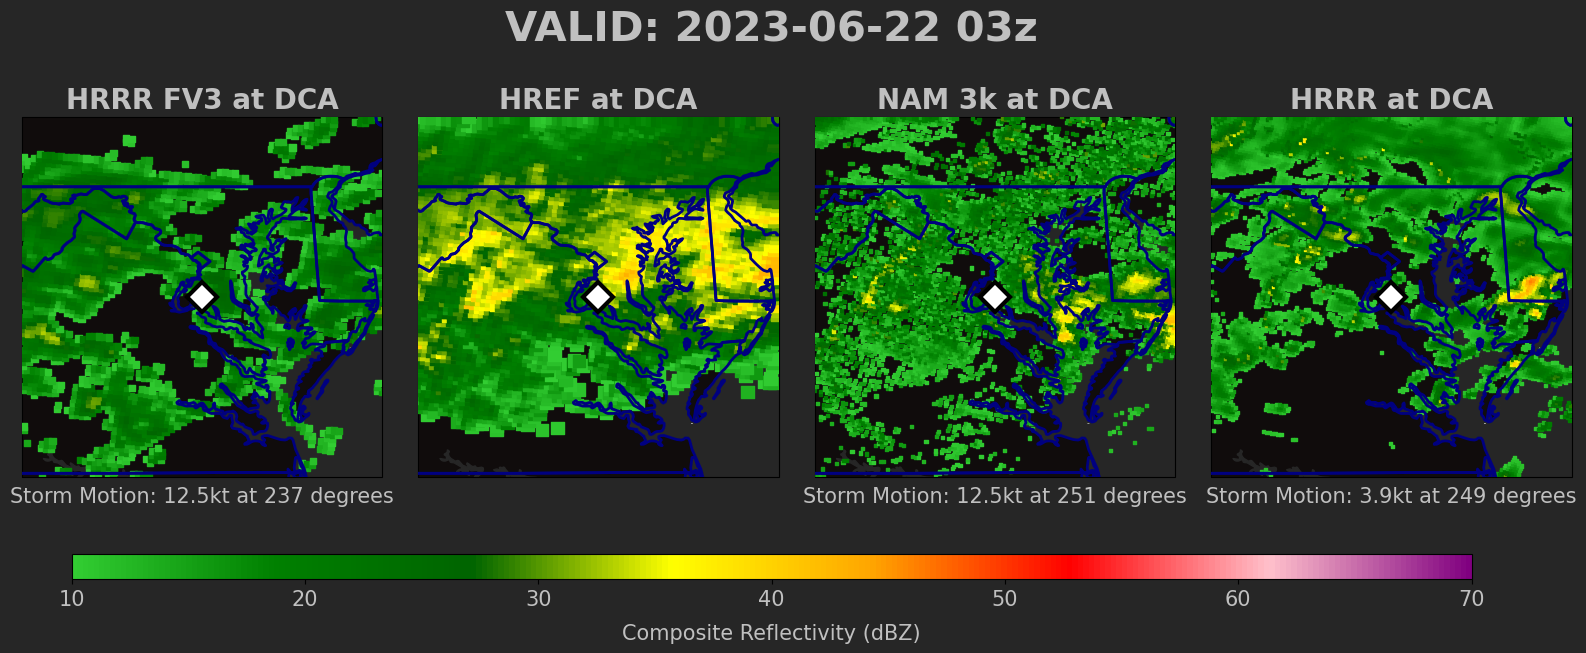 VALID: 2023-06-22 03z
HRRR FV3 at DCA
HREF at DCA
NAM 3k at DCA
HRRR at DCA
Storm Motion: 12.5kt at 237 degrees
Storm Motion: 12.5kt at 251 degrees
Storm Motion: 3.9kt at 249 degrees
10 20 30 40 50 60 70
Composite Reflectivity (dBZ)